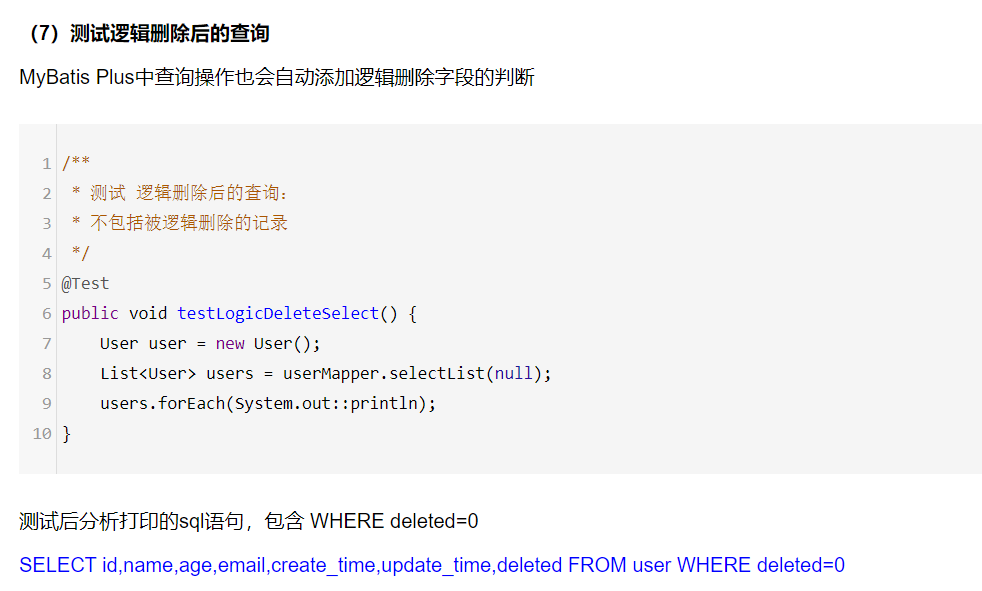 （7）测试逻辑删除后的查询
MyBatis Plus中查询操作也会自动添加逻辑删除字段的判断
1 /**
2  * 测试 逻辑删除后的查询：
3  * 不包括被逻辑删除的记录
4  */
5 @Test
6 public void testLogicDeleteSelect() {
7     User user = new User();
8     List<User> users = userMapper.selectList(null);
9     users.forEach(System.out::println);
10 }
测试后分析打印的sql语句，包含 WHERE deleted=0
SELECT id,name,age,email,create_time,update_time,deleted FROM user WHERE deleted=0